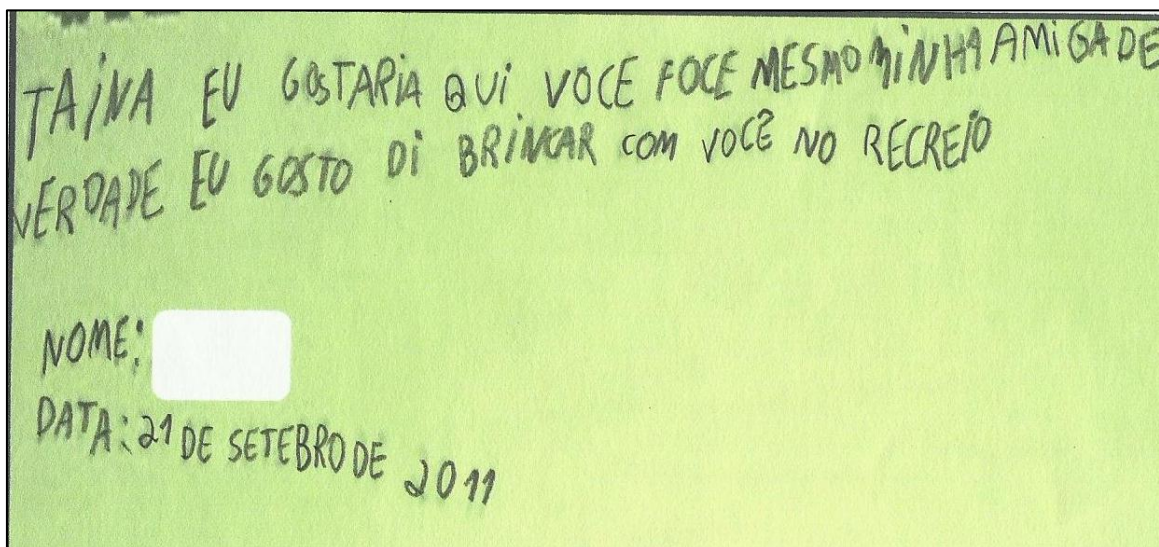 TAINA EU GOSTARIA QUI VOCE FOCE MESMO MINHA AMIGA DE
VERDADE EU GOSTO Di BRINCAR COM VOCÊ NO RECREIO
NOME:
DATA: 21 DE SETEBRO DE 2011